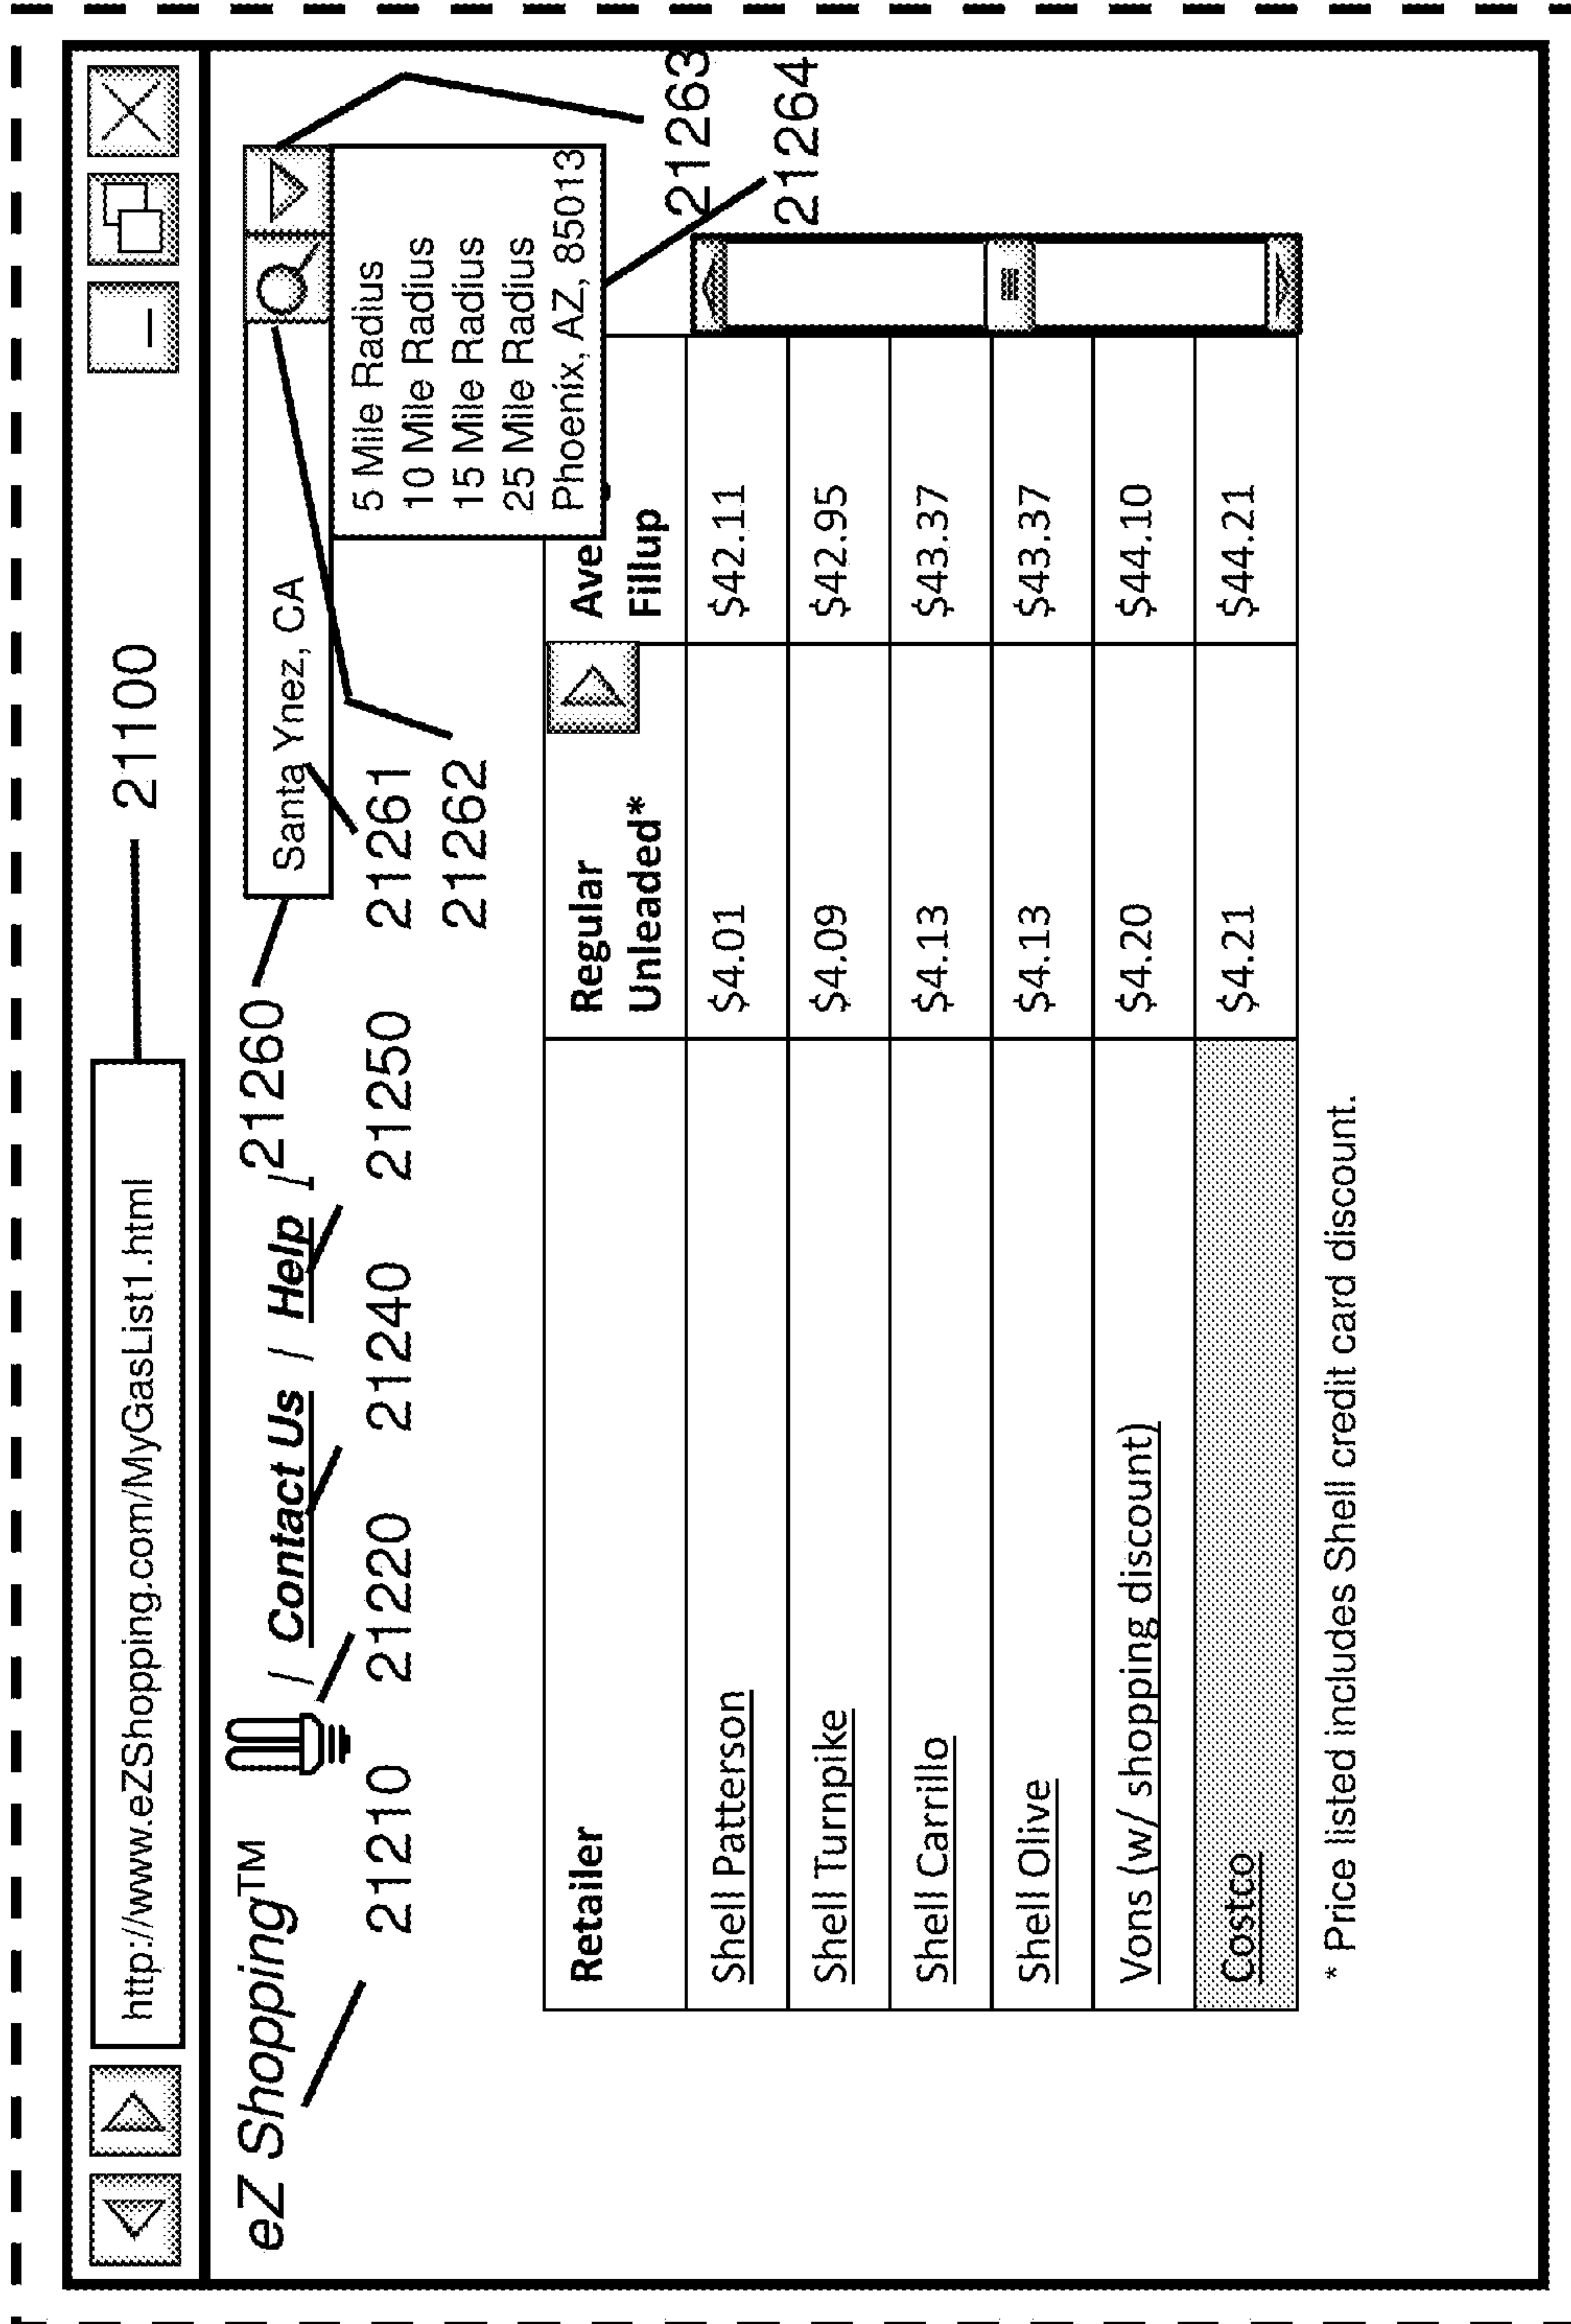 http://www.eZShopping.com/MyGasList1.html 21100
eZ Shopping™ / Contact Us / Help / 21260 Santa Ynez, CA
21210 21220 21240 21250 21261
21262
5 Mile Radius
10 Mile Radius
15 Mile Radius
25 Mile Radius
Phoenix, AZ, 85013
21263
21264
Retailer Regular Unleaded* Ave
Fillup
Shell Patterson $4.01 $42.11
Shell Turnpike $4.09 $42.95
Shell Carrillo $4.13 $43.37
Shell Olive $4.13 $43.37
Vons (w/ shopping discount) $4.20 $44.10
Costco $4.21 $44.21
* Price listed includes Shell credit card discount.